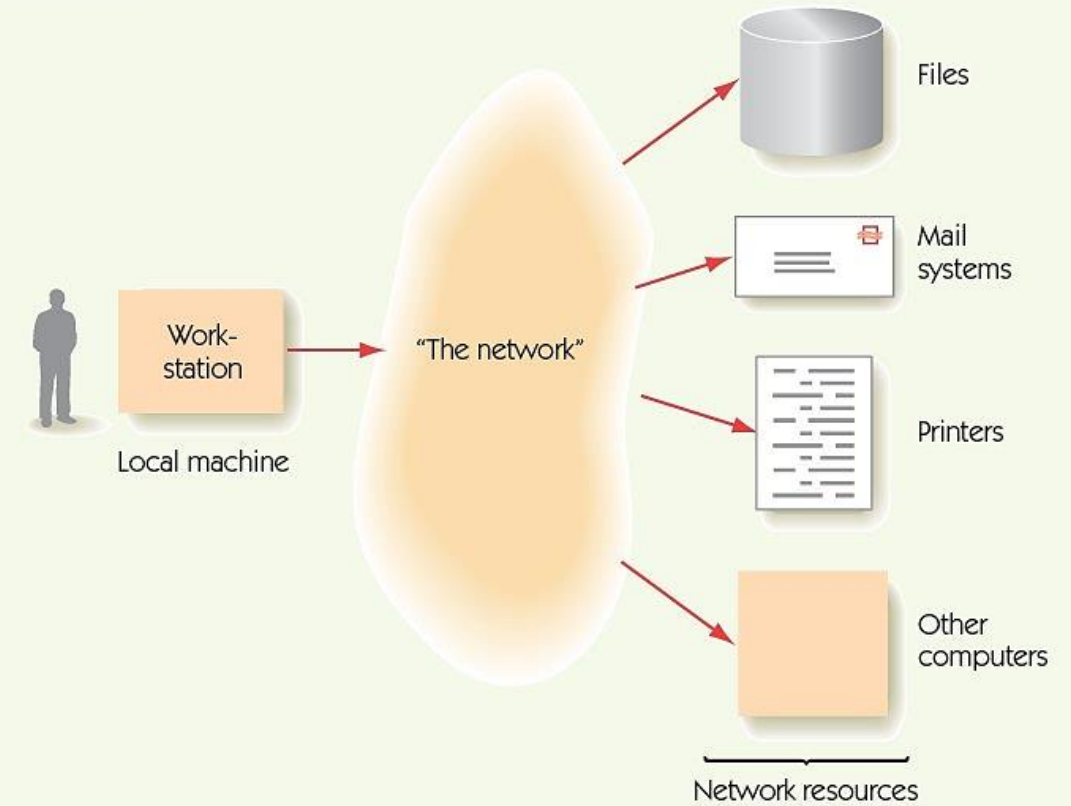 Files
Mail
systems
Work-
station
“The network”
Local machine
Printers
Other
computers
Network resources